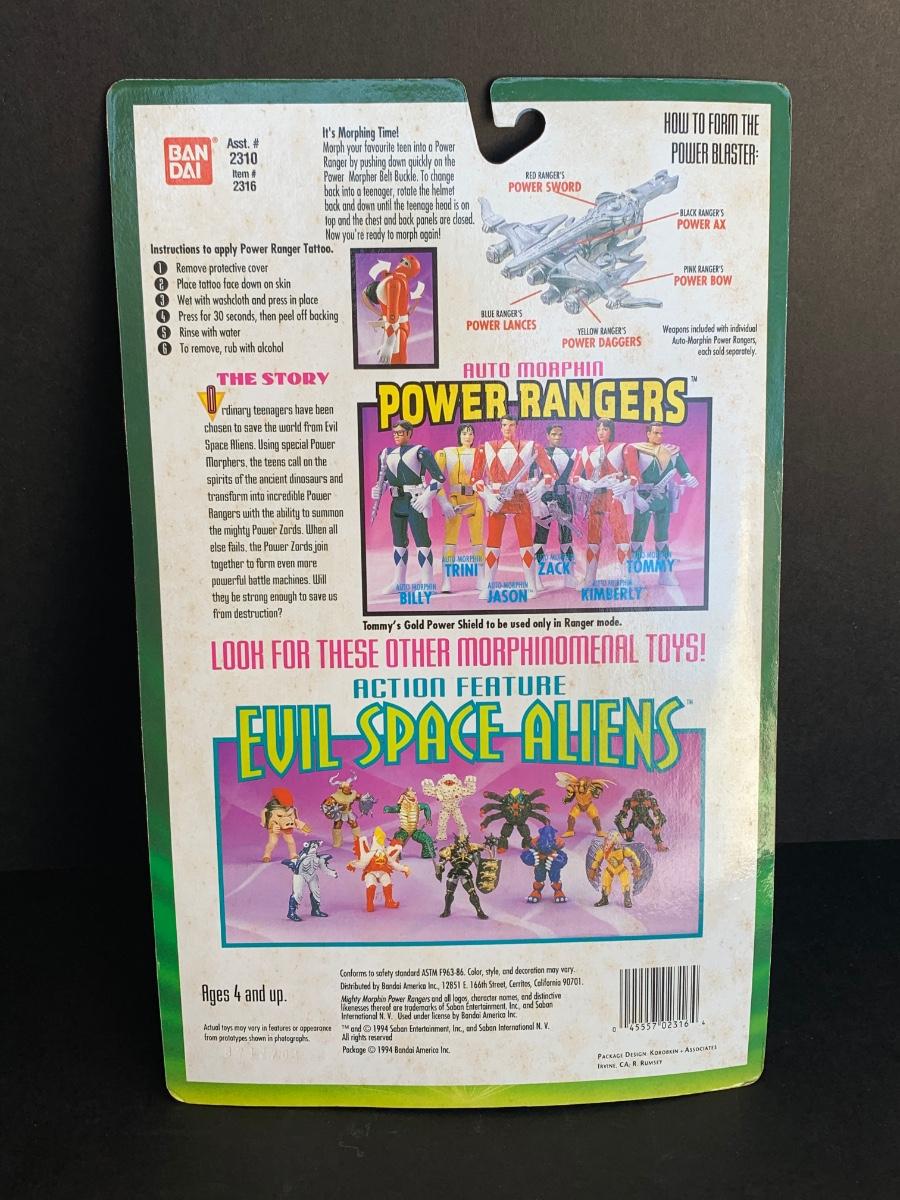 BAN
DAI
®
Asst. #
2310
Item #
2316
It's Morphing Time!
Morph your favourite teen into a Power
Ranger by pushing down quickly on the
Power Morpher Belt Buckle. To change
back into a teenager, rotate the helmet
back and down until the teenage head is on
top and the chest and back panels are closed.
Now you're ready to morph again!
HOW TO FORM THE
POWER BLASTER:
RED RANGER'S
POWER SWORD
BLACK RANGER'S
POWER AX
PINK RANGER'S
POWER BOW
BLUE RANGER'S
POWER LANCES
YELLOW RANGER'S
POWER DAGGERS
Weapons included with individual
Auto-Morphin Power Rangers,
each sold separately.
Instructions to apply Power Ranger Tattoo.
1 Remove protective cover
2 Place tattoo face down on skin
3 Wet with washcloth and press in place
4 Press for 30 seconds, then peel off backing
5 Rinse with water
6 To remove, rub with alcohol
THE STORY
Ordinary teenagers have been
chosen to save the world from Evil
Space Aliens. Using special Power
Morphers, the teens call on the
spirits of the ancient dinosaurs and
transform into incredible Power
Rangers with the ability to summon
the mighty Power Zords. When all
else fails, the Power Zords join
together to form even more
powerful battle machines. Will
they be strong enough to save us
from destruction?
AUTO MORPHIN
POWER RANGERS™
AUTO-MORPHIN
BILLY
AUTO-MORPHIN
TRINI
AUTO-MORPHIN
JASON
AUTO-MORPHIN
ZACK
AUTO-MORPHIN
KIMBERLY
AUTO-MORPHIN
TOMMY
Tommy's Gold Power Shield to be used only in Ranger mode.
LOOK FOR THESE OTHER MORPHINOMENAL TOYS!
ACTION FEATURE
EVIL SPACE ALIENS™
Ages 4 and up.
Actual toys may vary in features or appearance
from prototypes shown in photographs.
Conforms to safety standard ASTM F963-86. Color, style, and decoration may vary.
Distributed by Bandai America Inc., 12851 E. 166th Street, Cerritos, California 90701.
Mighty Morphin Power Rangers and all logos, character names, and distinctive
likenesses thereof are trademarks of Saban Entertainment, Inc., and Saban
International N. V. Used under license by Bandai America Inc.
™ and © 1994 Saban Entertainment, Inc., and Saban International N. V.
All rights reserved
Package © 1994 Bandai America Inc.
0 45557 02316 4
PACKAGE DESIGN: KOROBKIN + ASSOCIATES
IRVINE, CA; R. RUMSEY